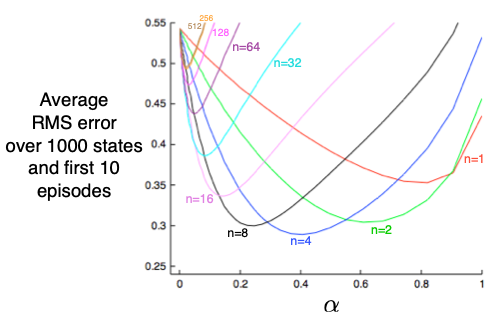 0.55
0.5
0.45
0.4
0.35
0.3
0.25
0
0.2
0.4
0.6
0.8
1
α
Average
RMS error
over 1000 states
and first 10
episodes
256
512
128
n=64
n=32
n=16
n=8
n=4
n=2
n=1